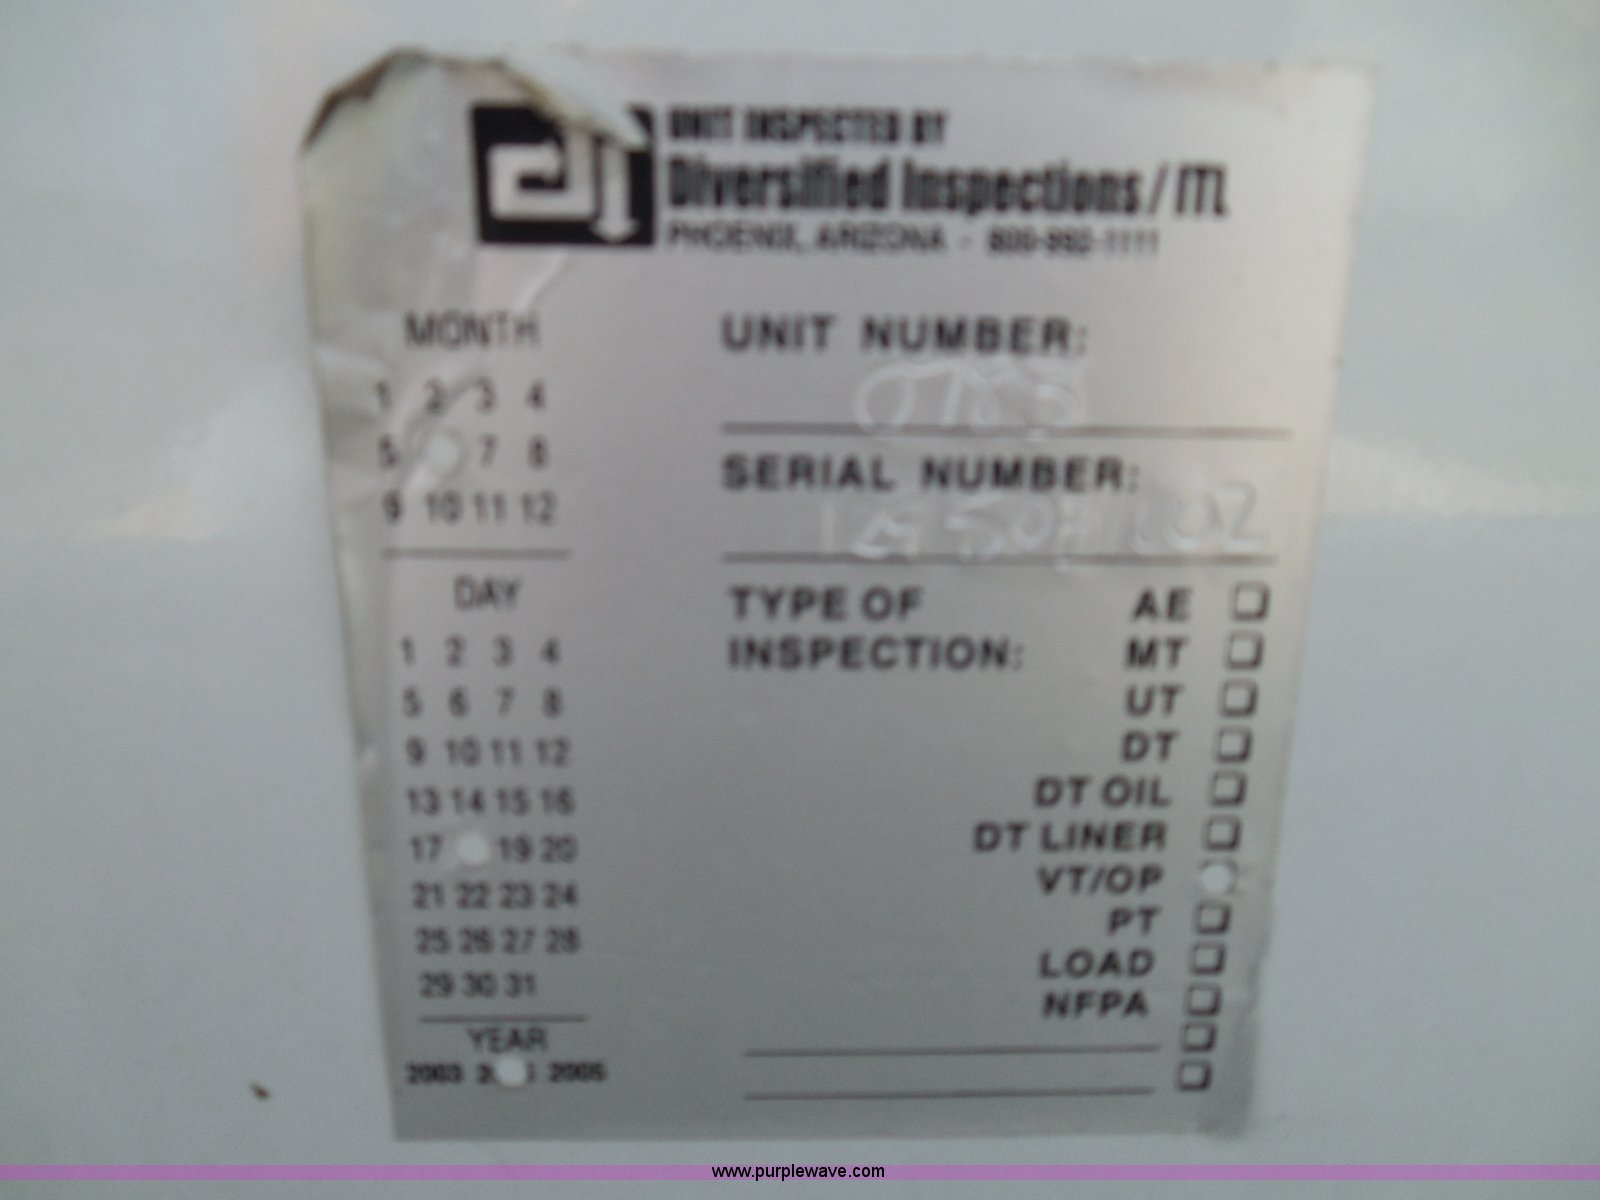 UNIT INSPECTED BY
Diversified Inspections / ITL
PHOENIX, ARIZONA - 800-992-1111
MONTH
1 2 3 4
5 7 8
9 10 11 12
DAY
1 2 3 4
5 6 7 8
9 10 11 12
13 14 15 16
17 19 20
21 22 23 24
25 26 27 28
29 30 31
YEAR
2003 2005
UNIT NUMBER:
SERIAL NUMBER:
TYPE OF
INSPECTION:
AE
MT
UT
DT
DT OIL
DT LINER
VT/OP
PT
LOAD
NFPA
www.purplewave.com